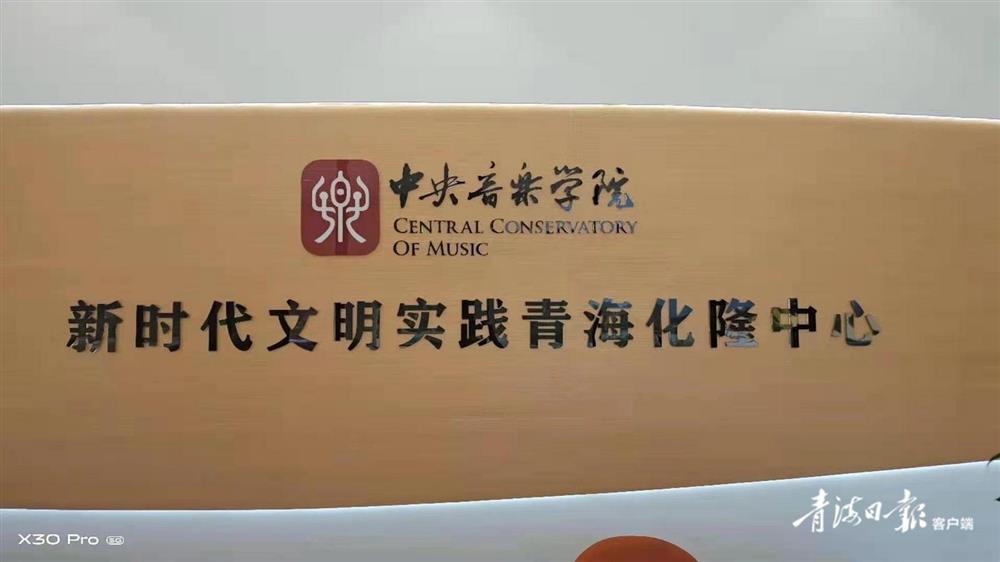 中央音乐学院
CENTRAL CONSERVATORY
OF MUSIC
新时代文明实践青海化隆中心
青海日报 客户端
X30 Pro 5G